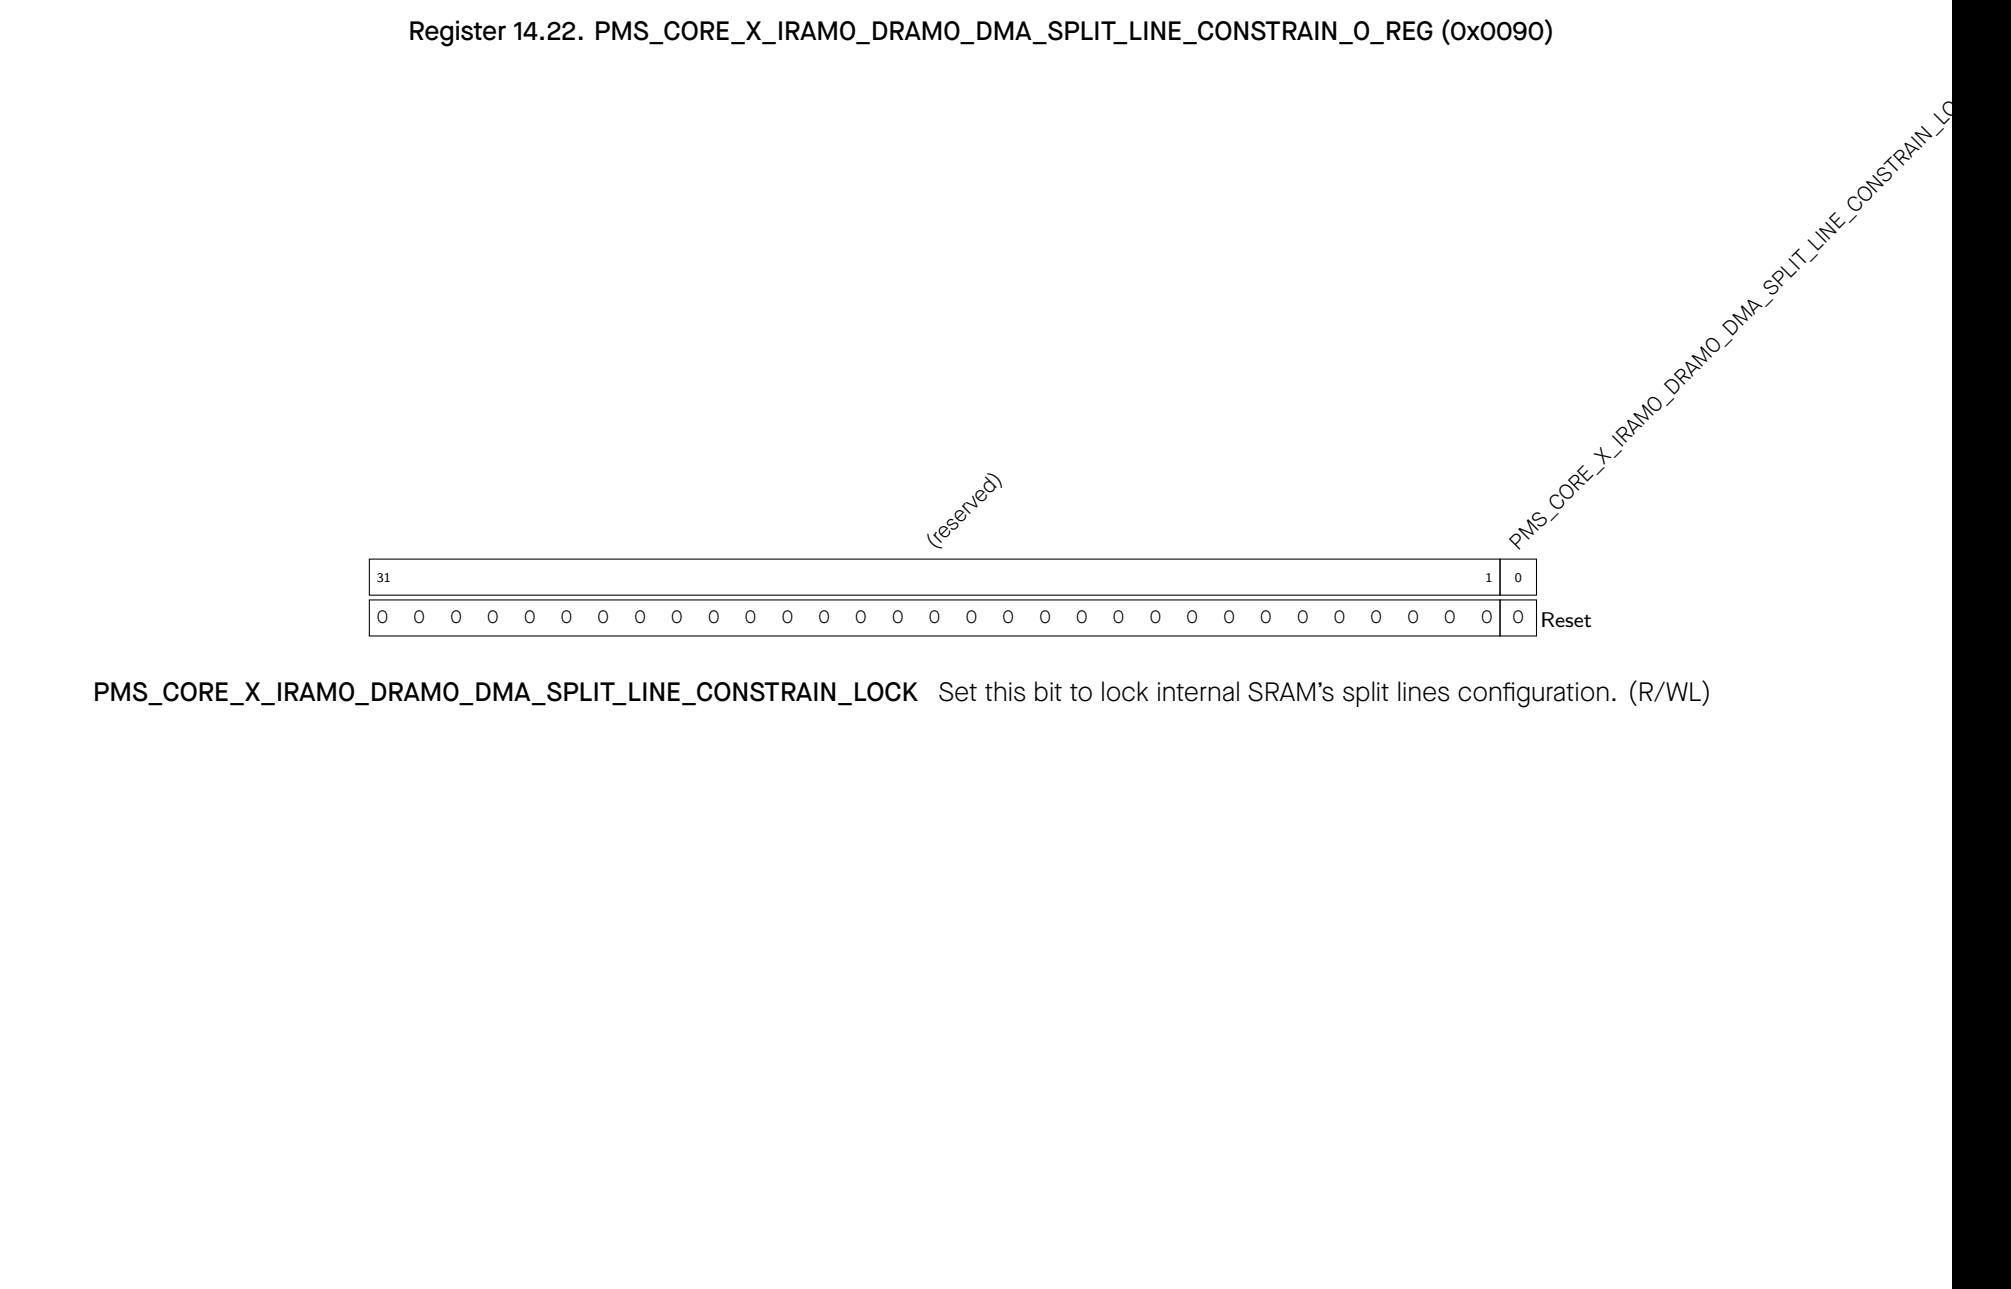 Register 14.22. PMS_CORE_X_IRAM0_DRAM0_DMA_SPLIT_LINE_CONSTRAIN_0_REG (0x0090)
PMS_CORE_X_IRAM0_DRAM0_DMA_SPLIT_LINE_CONSTRAIN_LO
(reserved)
31 1 0
0 0 0 0 0 0 0 0 0 0 0 0 0 0 0 0 0 0 0 0 0 0 0 0 0 0 0 0 0 0 0 0 Reset
PMS_CORE_X_IRAM0_DRAM0_DMA_SPLIT_LINE_CONSTRAIN_LOCK Set this bit to lock internal SRAM’s split lines configuration. (R/WL)